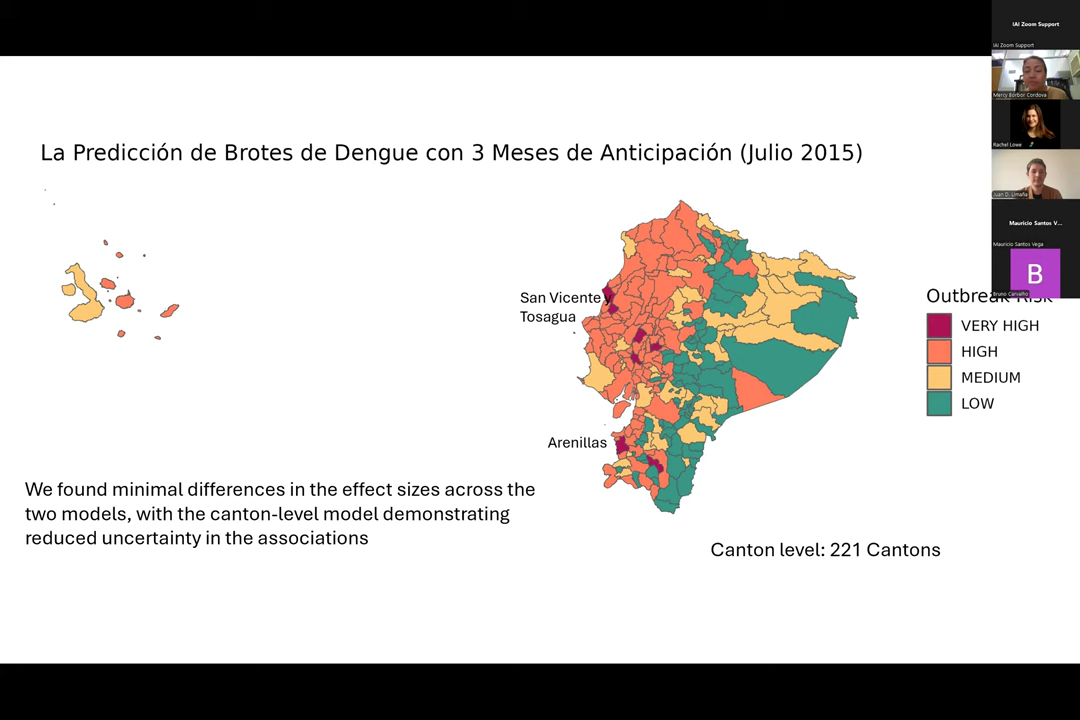 IAI Zoom Support
IAI Zoom Support
Mercy Borbor Cordova
Rachel Lowe
Juan D. Umaña
Mauricio Santos V...
Mauricio Santos Vega
B
Bruno Carvalho
La Predicción de Brotes de Dengue con 3 Meses de Anticipación (Julio 2015)
San Vicente y
Tosagua
Arenillas
Outbreak Risk
VERY HIGH
HIGH
MEDIUM
LOW
We found minimal differences in the effect sizes across the
two models, with the canton-level model demonstrating
reduced uncertainty in the associations
Canton level: 221 Cantons